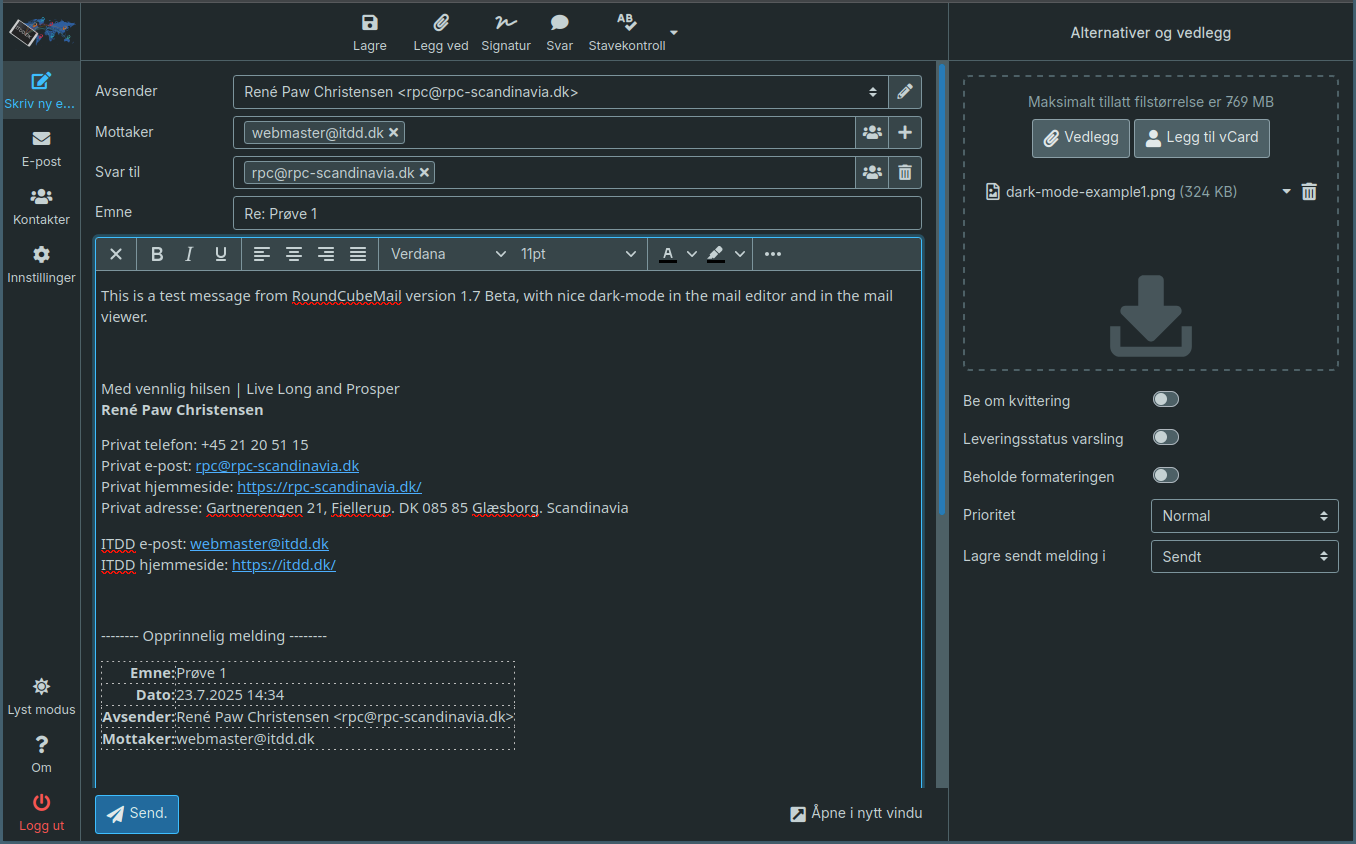 Lagre
Legg ved
Signatur
Svar
Stavekontroll
Alternativer og vedlegg
Skriv ny e...
E-post
Kontakter
Innstillinger
Lyst modus
Om
Logg ut
Avsender
René Paw Christensen <rpc@rpc-scandinavia.dk>
Mottaker
webmaster@itdd.dk
Svar til
rpc@rpc-scandinavia.dk
Emne
Re: Prøve 1
B I U Verdana 11pt A
This is a test message from RoundCubeMail version 1.7 Beta, with nice dark-mode in the mail editor and in the mail
viewer.
Med vennlig hilsen | Live Long and Prosper
René Paw Christensen
Privat telefon: +45 21 20 51 15
Privat e-post: rpc@rpc-scandinavia.dk
Privat hjemmeside: https://rpc-scandinavia.dk/
Privat adresse: Gartnerengen 21, Fjellerup. DK 085 85 Glæsborg. Scandinavia
ITDD e-post: webmaster@itdd.dk
ITDD hjemmeside: https://itdd.dk/
-------- Opprinnelig melding --------
Emne: Prøve 1
Dato: 23.7.2025 14:34
Avsender: René Paw Christensen <rpc@rpc-scandinavia.dk>
Mottaker: webmaster@itdd.dk
Send.
Åpne i nytt vindu
Maksimalt tillatt filstørrelse er 769 MB
Vedlegg
Legg til vCard
dark-mode-example1.png (324 KB)
Be om kvittering
Leveringsstatus varsling
Beholde formateringen
Prioritet
Normal
Lagre sendt melding i
Sendt